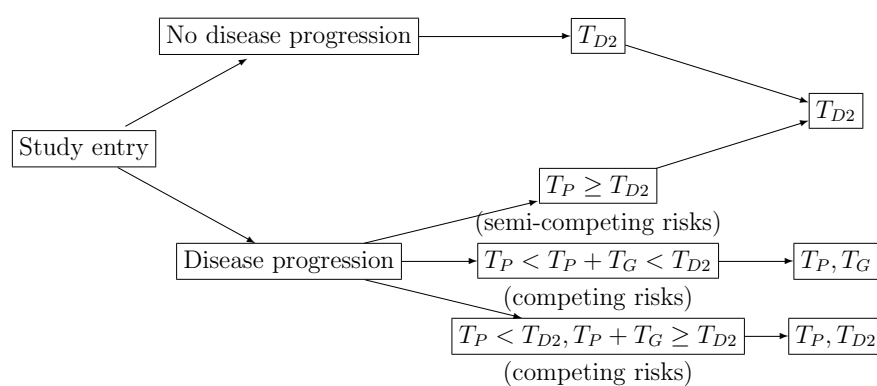 No disease progression
T_{D2}
T_{D2}
Study entry
T_P ≥ T_{D2}
(semi-competing risks)
Disease progression
T_P < T_P + T_G < T_{D2}
T_P, T_G
(competing risks)
T_P < T_{D2}, T_P + T_G ≥ T_{D2}
T_P, T_{D2}
(competing risks)